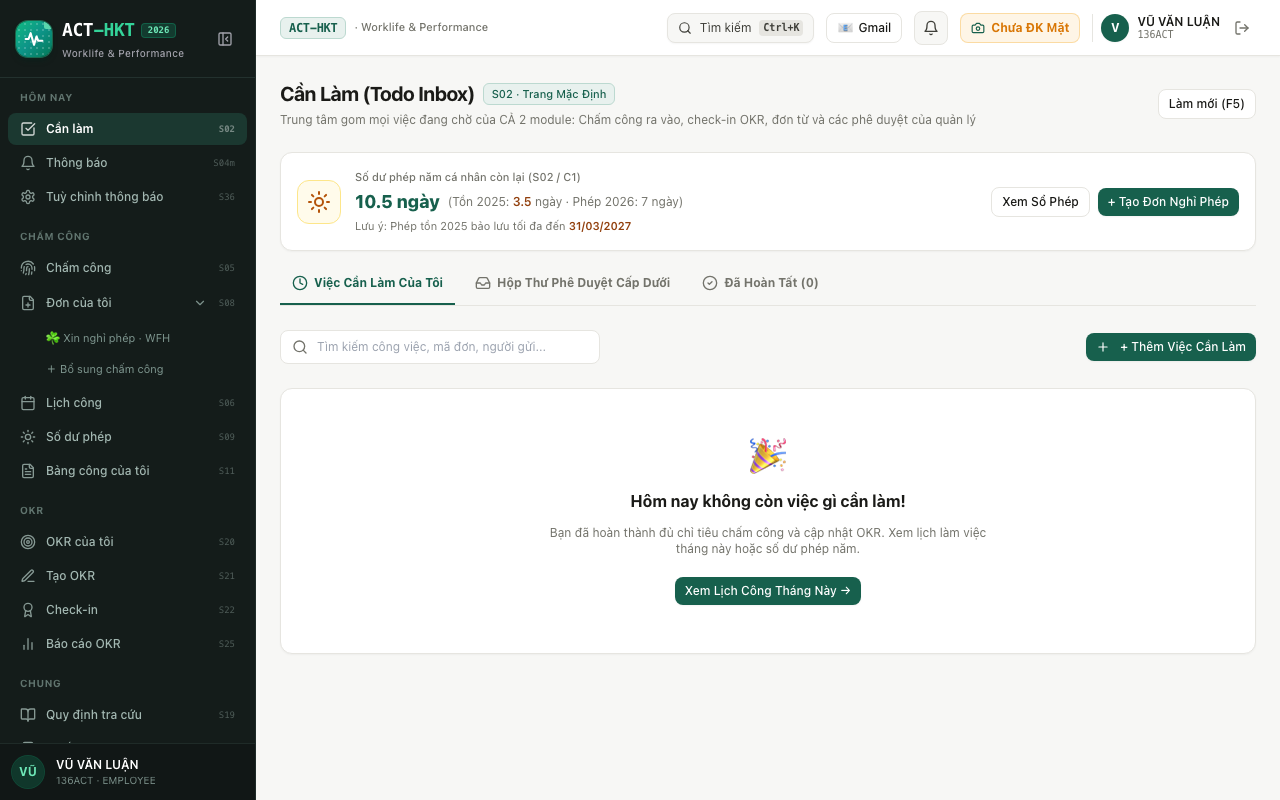 ACT-HKT 2026
Worklife & Performance
HÔM NAY
Cần làm S02
Thông báo S04m
Tuỳ chỉnh thông báo S36
CHẤM CÔNG
Chấm công S05
Đơn của tôi S08
Xin nghỉ phép · WFH
+ Bổ sung chấm công
Lịch công S06
Số dư phép S09
Bảng công của tôi S11
OKR
OKR của tôi S20
Tạo OKR S21
Check-in S22
Báo cáo OKR S25
CHUNG
Quy định tra cứu S19
VŨ
VŨ VĂN LUẬN
136ACT · EMPLOYEE
ACT-HKT · Worklife & Performance
Tìm kiếm Ctrl+K
Gmail
Chưa ĐK Mặt
V
VŨ VĂN LUẬN
136ACT
Cần Làm (Todo Inbox) S02 · Trang Mặc Định
Trung tâm gom mọi việc đang chờ của CẢ 2 module: Chấm công ra vào, check-in OKR, đơn từ và các phê duyệt của quản lý
Làm mới (F5)
Số dư phép năm cá nhân còn lại (S02 / C1)
10.5 ngày (Tồn 2025: 3.5 ngày · Phép 2026: 7 ngày)
Lưu ý: Phép tồn 2025 bảo lưu tối đa đến 31/03/2027
Xem Sổ Phép
+ Tạo Đơn Nghỉ Phép
Việc Cần Làm Của Tôi
Hộp Thư Phê Duyệt Cấp Dưới
Đã Hoàn Tất (0)
Tìm kiếm công việc, mã đơn, người gửi...
+ + Thêm Việc Cần Làm
Hôm nay không còn việc gì cần làm!
Bạn đã hoàn thành đủ chỉ tiêu chấm công và cập nhật OKR. Xem lịch làm việc
tháng này hoặc số dư phép năm.
Xem Lịch Công Tháng Này →